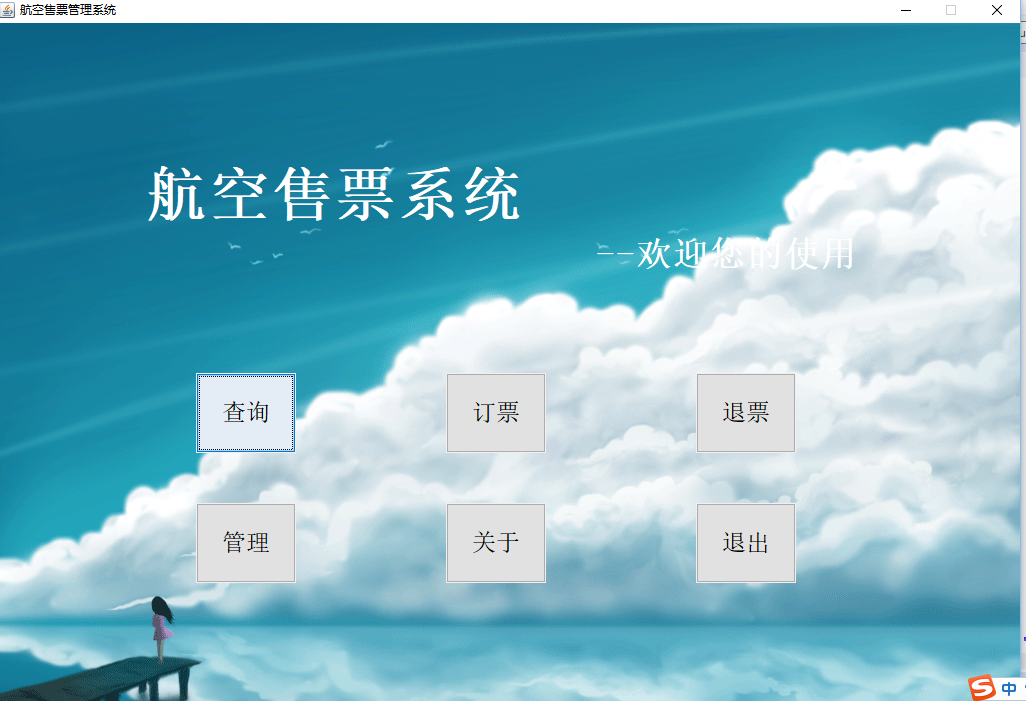 航空售票管理系统
航空售票系统
--欢迎您的使用
查询
订票
退票
管理
关于
退出
中